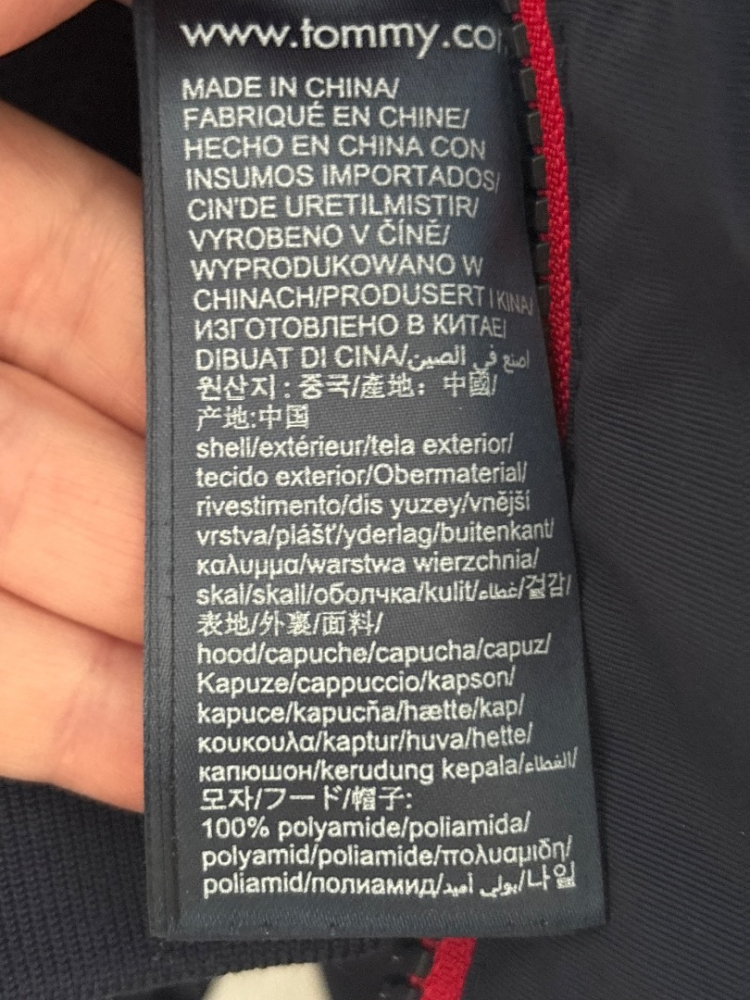 www.tommy.co
MADE IN CHINA/
FABRIQUÉ EN CHINE/
HECHO EN CHINA CON
INSUMOS IMPORTADOS/
CIN'DE URETILMISTIR/
VYROBENO V ČÍNĚ/
WYPRODUKOWANO W
CHINACH/PRODUSERT I KINA/
ИЗГОТОВЛЕНО В КИТАЕ/
DIBUAT DI CINA/اصنع في الصين
원산지 : 중국/產地: 中國/
产地:中国
shell/extérieur/tela exterior/
tecido exterior/Obermaterial/
rivestimento/dis yuzey/vnější
vrstva/plášť/yderlag/buitenkant/
καλυμμα/warstwa wierzchnia/
skal/skall/оболчка/kulit/غطاء/겉감/
表地/外裏/面料/
hood/capuche/capucha/capuz/
Kapuze/cappuccio/kapson/
kapuce/kapucňa/hætte/kap/
κουκουλα/kaptur/huva/hette/
капюшон/kerudung kepala/الغطاء/
모자/フード/帽子:
100% polyamide/poliamida/
polyamid/poliamide/πολυαμιδη/
poliamid/полиамид/بولي أميد/나일